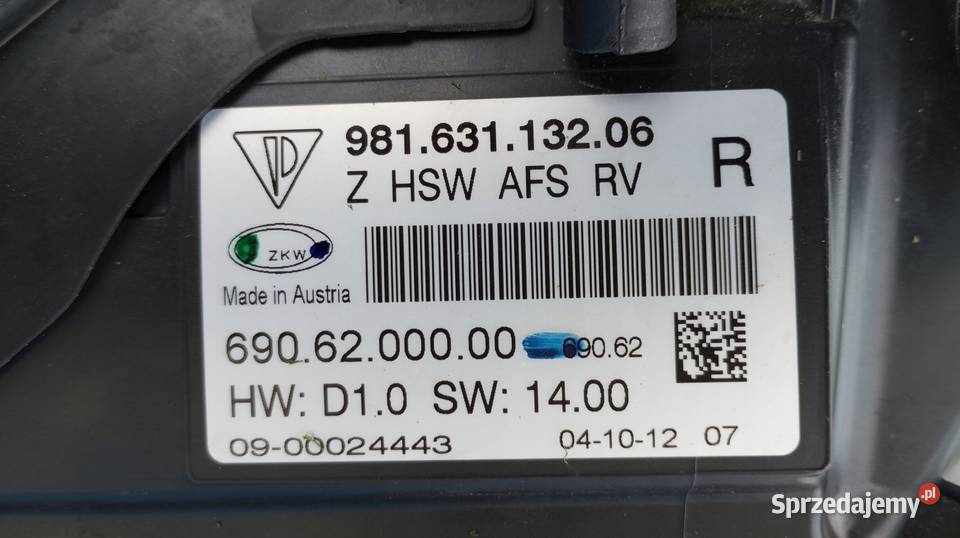 981.631.132.06
Z HSW AFS RV
R
ZKW
Made in Austria
690.62.000.00 690.62
HW: D1.0 SW: 14.00
09-00024443 04-10-12 07
Sprzedajemy.pl